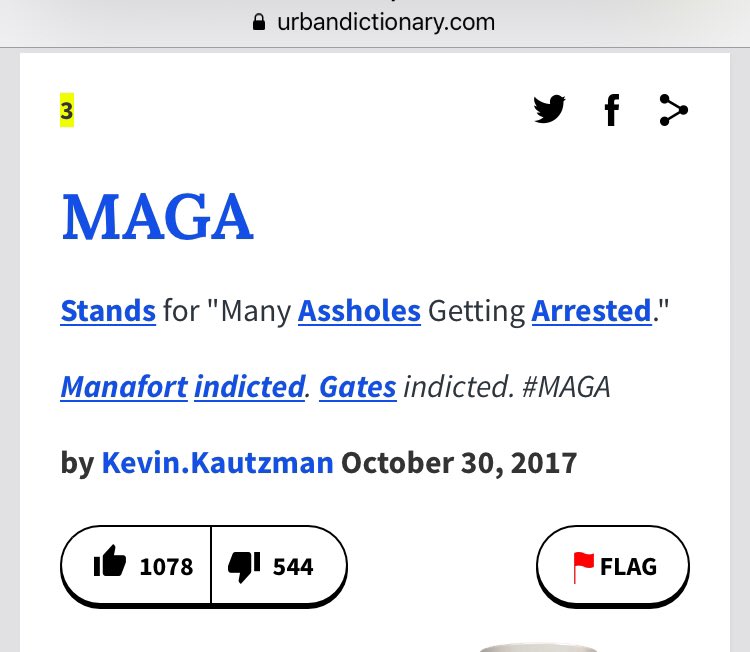 urbandictionary.com
3
MAGA
Stands for "Many Assholes Getting Arrested."
Manafort indicted. Gates indicted. #MAGA
by Kevin.Kautzman October 30, 2017
1078 544 FLAG